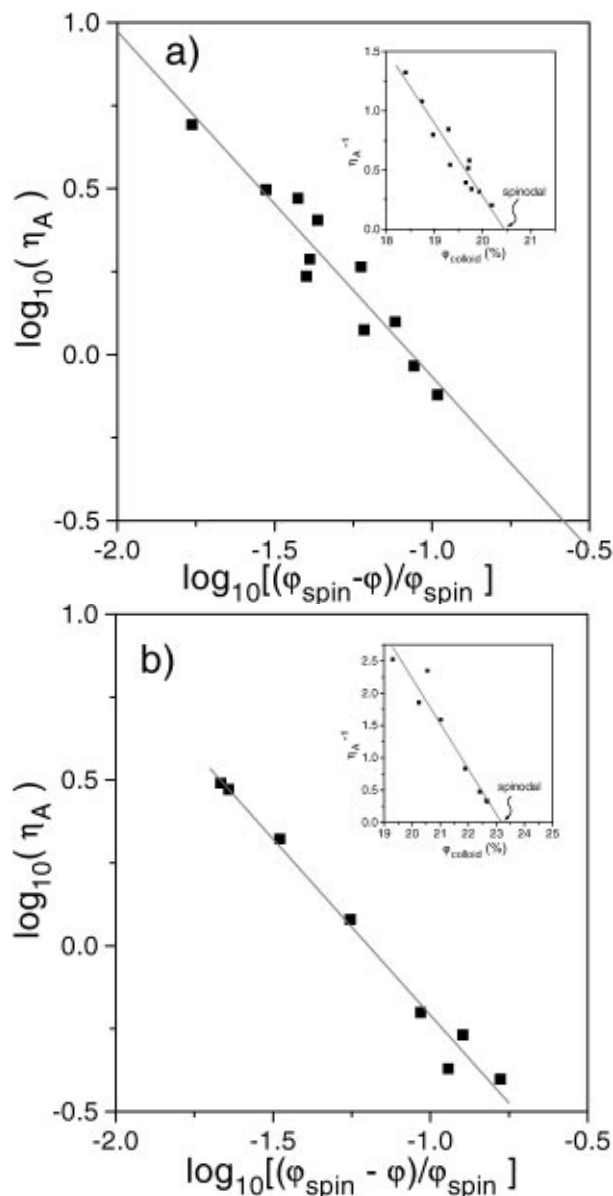 a)
1.0
0.5
0.0
-0.5
log₁₀( η_A )
-2.0 -1.5 -1.0 -0.5
log₁₀[(φ_spin-φ)/φ_spin ]
1.5
1.0
0.5
0.0
η_A⁻¹
spinodal
18 19 20 21
φ_colloid (%)
b)
1.0
0.5
0.0
-0.5
log₁₀( η_A )
-2.0 -1.5 -1.0 -0.5
log₁₀[(φ_spin - φ)/φ_spin ]
2.5
2.0
1.5
1.0
0.5
0.0
η_A⁻¹
spinodal
19 20 21 22 23 24 25
φ_colloid (%)